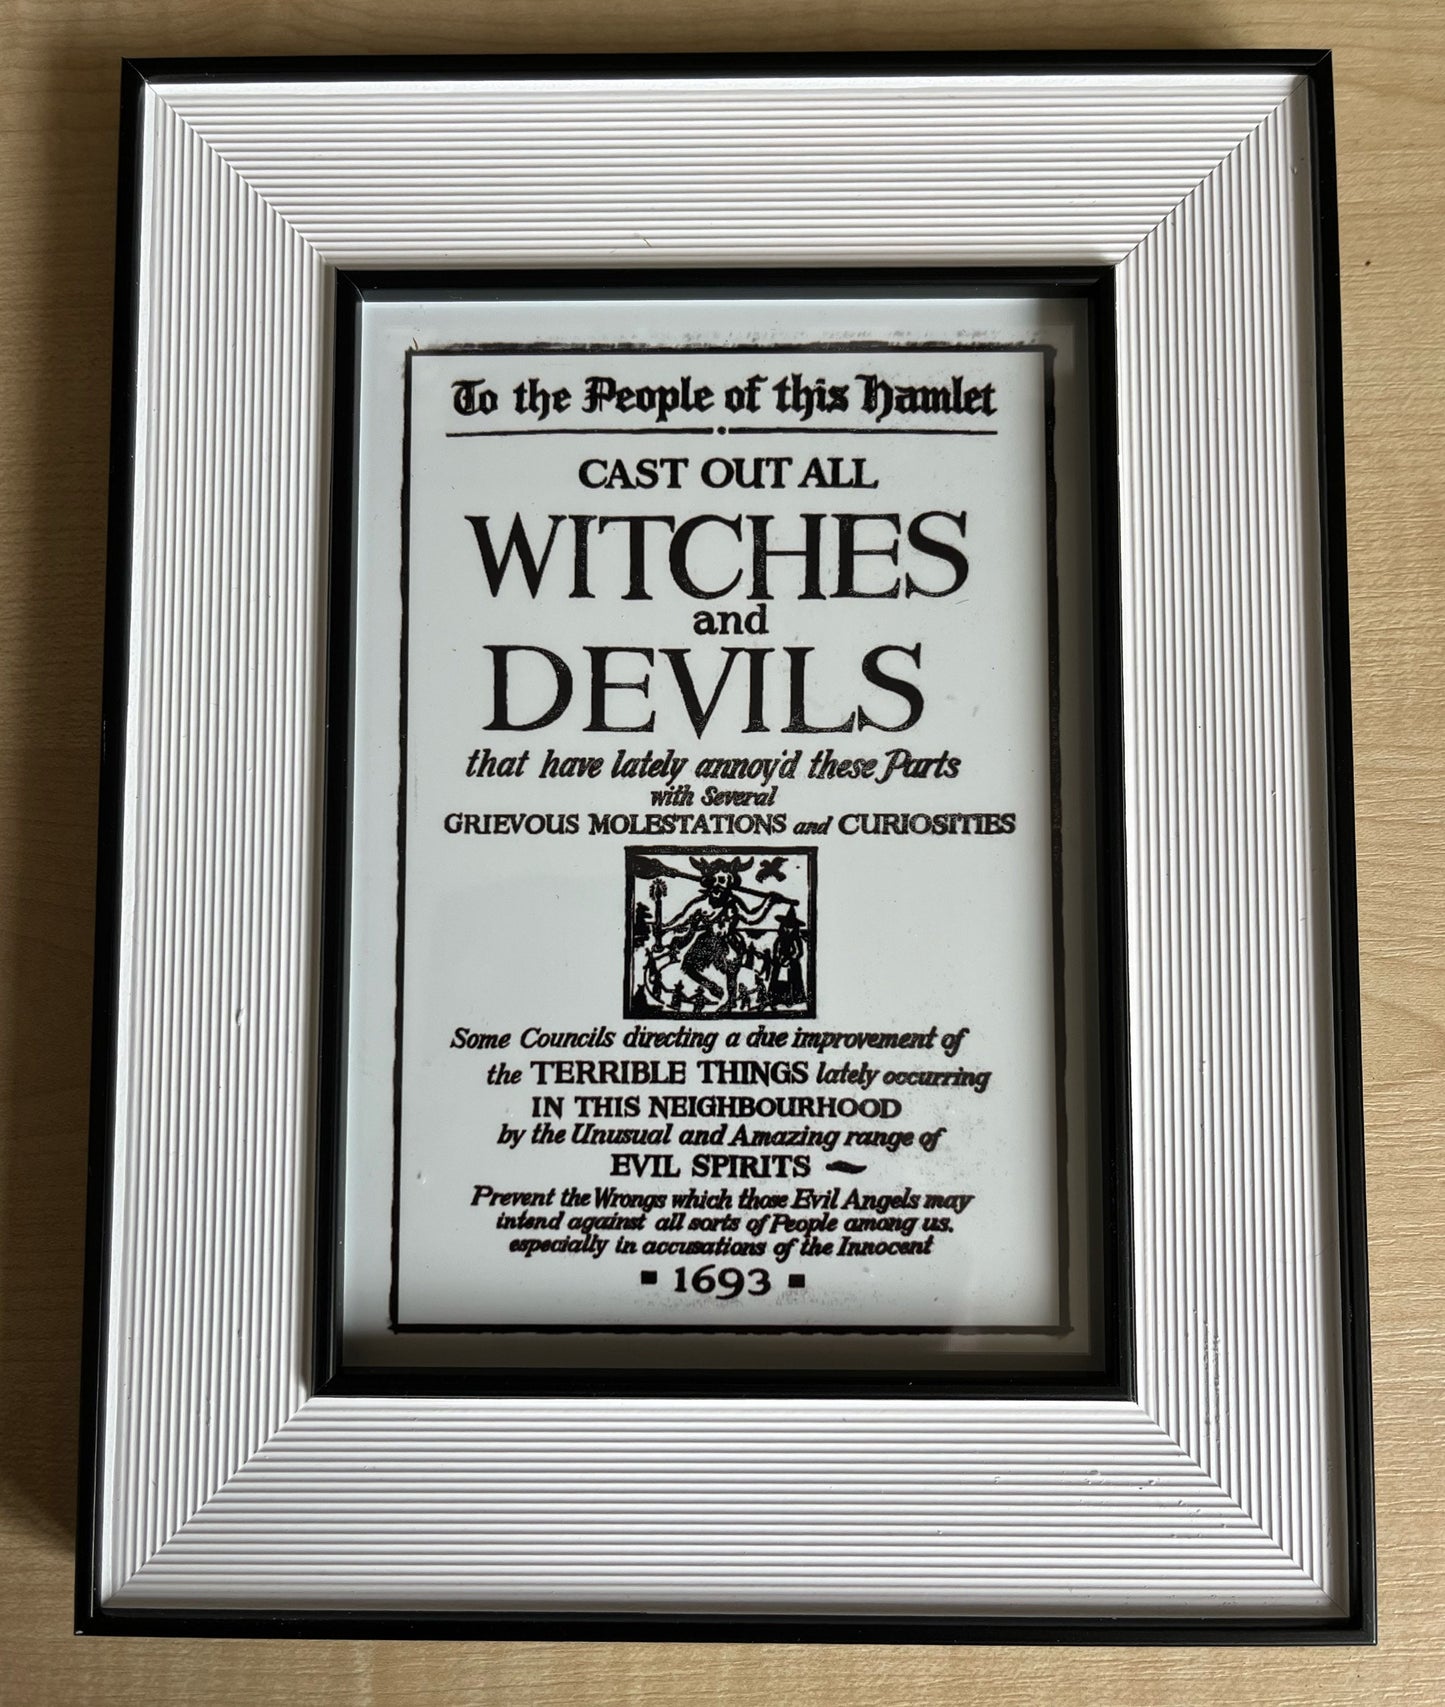 To the People of this Hamlet
CAST OUT ALL
WITCHES
and
DEVILS
that have lately annoy'd these Parts
with Several
GRIEVOUS MOLESTATIONS and CURIOSITIES
Some Councils directing a due improvement of
the TERRIBLE THINGS lately occurring
IN THIS NEIGHBOURHOOD
by the Unusual and Amazing range of
EVIL SPIRITS ~
Prevent the Wrongs which those Evil Angels may
intend against all sorts of People among us.
especially in accusations of the Innocent
▪ 1693 ▪